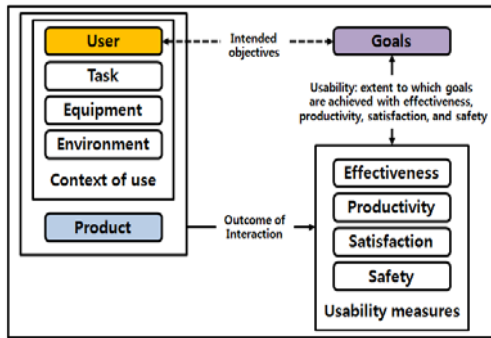 User
Task
Equipment
Environment
Context of use
Product
Intended
objectives
Goals
Usability: extent to which goals
are achieved with effectiveness,
productivity, satisfaction, and safety
Outcome of
Interaction
Effectiveness
Productivity
Satisfaction
Safety
Usability measures